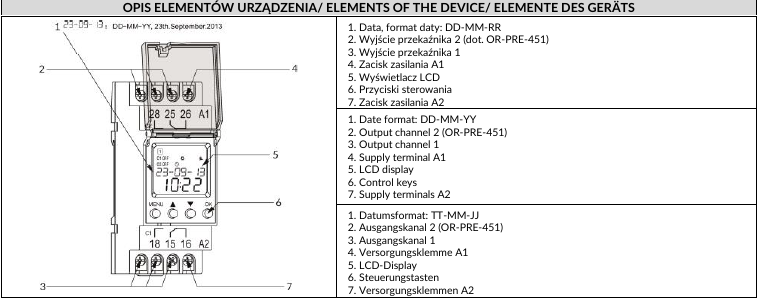 OPIS ELEMENTÓW URZĄDZENIA/ ELEMENTS OF THE DEVICE/ ELEMENTE DES GERÄTS
1 23-09-13: DD-MM-YY, 23th.September.2013
2
4
28 25 26 A1
C1 OFF
C2 OFF
23-09-13
10:22
5
MENU ▲ ▼ OK
6
C1
18 15 16 A2
3
7
1. Data, format daty: DD-MM-RR
2. Wyjście przekaźnika 2 (dot. OR-PRE-451)
3. Wyjście przekaźnika 1
4. Zacisk zasilania A1
5. Wyświetlacz LCD
6. Przyciski sterowania
7. Zacisk zasilania A2
1. Date format: DD-MM-YY
2. Output channel 2 (OR-PRE-451)
3. Output channel 1
4. Supply terminal A1
5. LCD display
6. Control keys
7. Supply terminals A2
1. Datumsformat: TT-MM-JJ
2. Ausgangskanal 2 (OR-PRE-451)
3. Ausgangskanal 1
4. Versorgungsklemme A1
5. LCD-Display
6. Steuerungstasten
7. Versorgungsklemmen A2